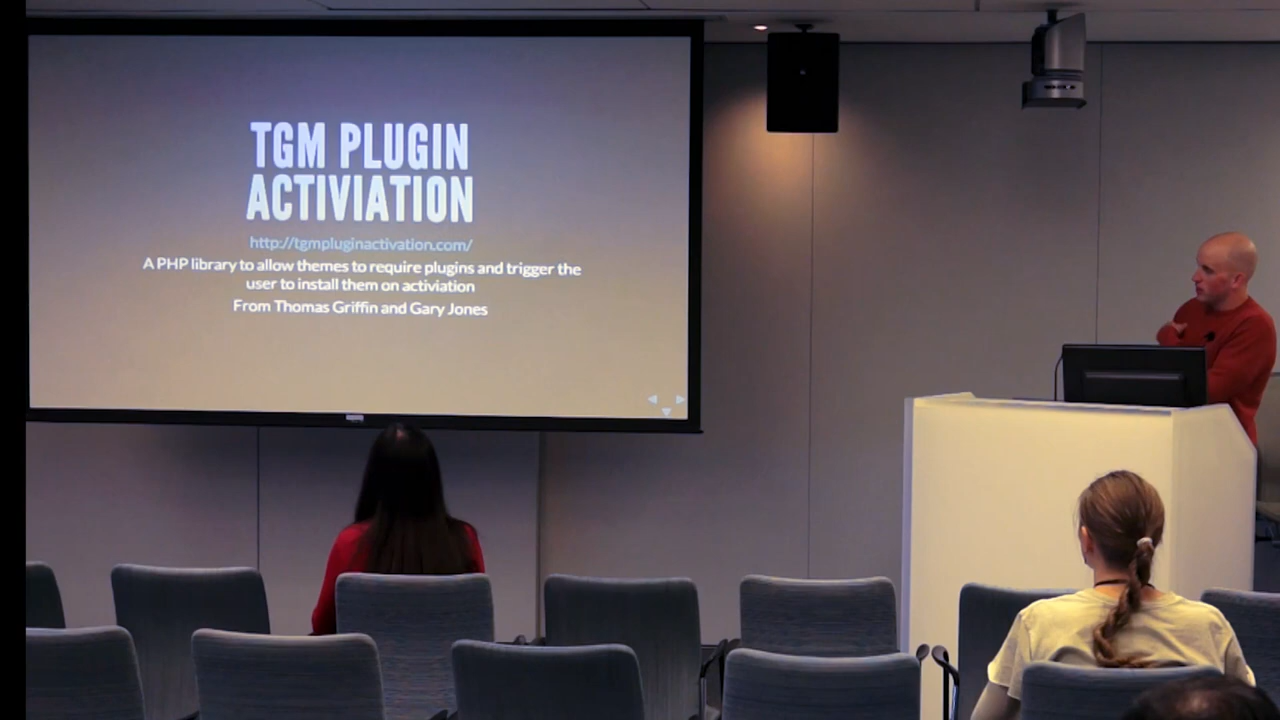 TGM PLUGIN
ACTIVIATION
http://tgmpluginactivation.com/
A PHP library to allow themes to require plugins and trigger the
user to install them on activiation
From Thomas Griffin and Gary Jones